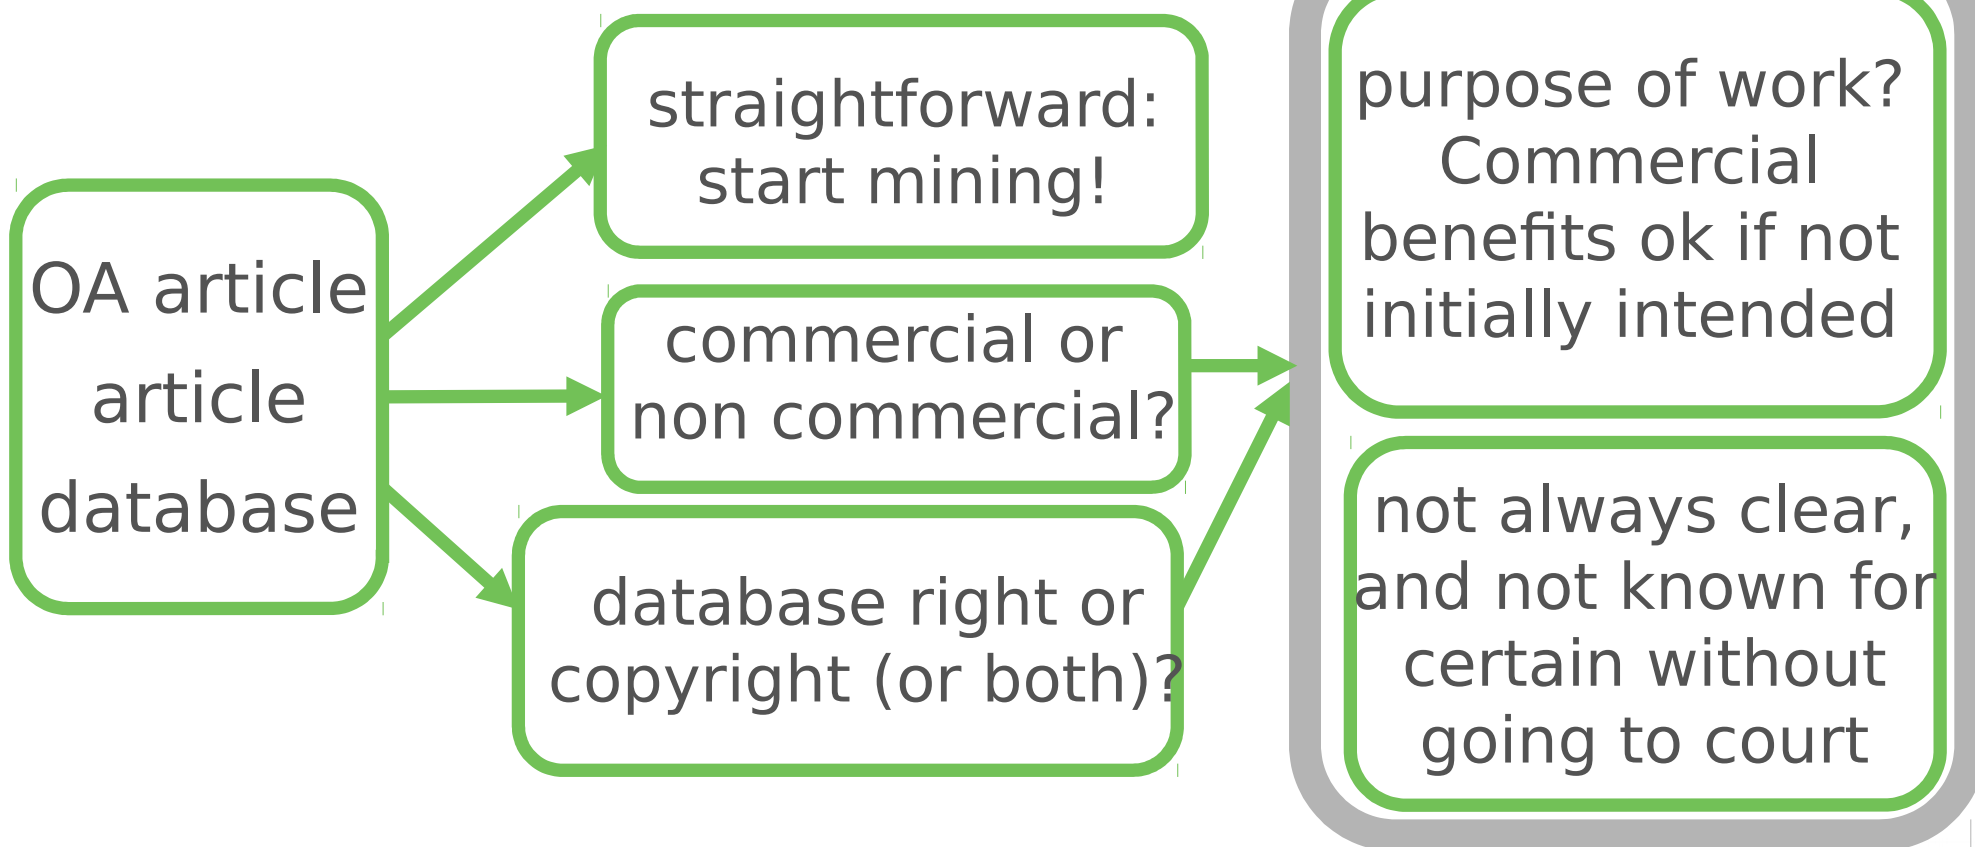 OA article
article
database
straightforward:
start mining!
commercial or
non commercial?
database right or
copyright (or both)?
purpose of work?
Commercial
benefits ok if not
initially intended
not always clear,
and not known for
certain without
going to court